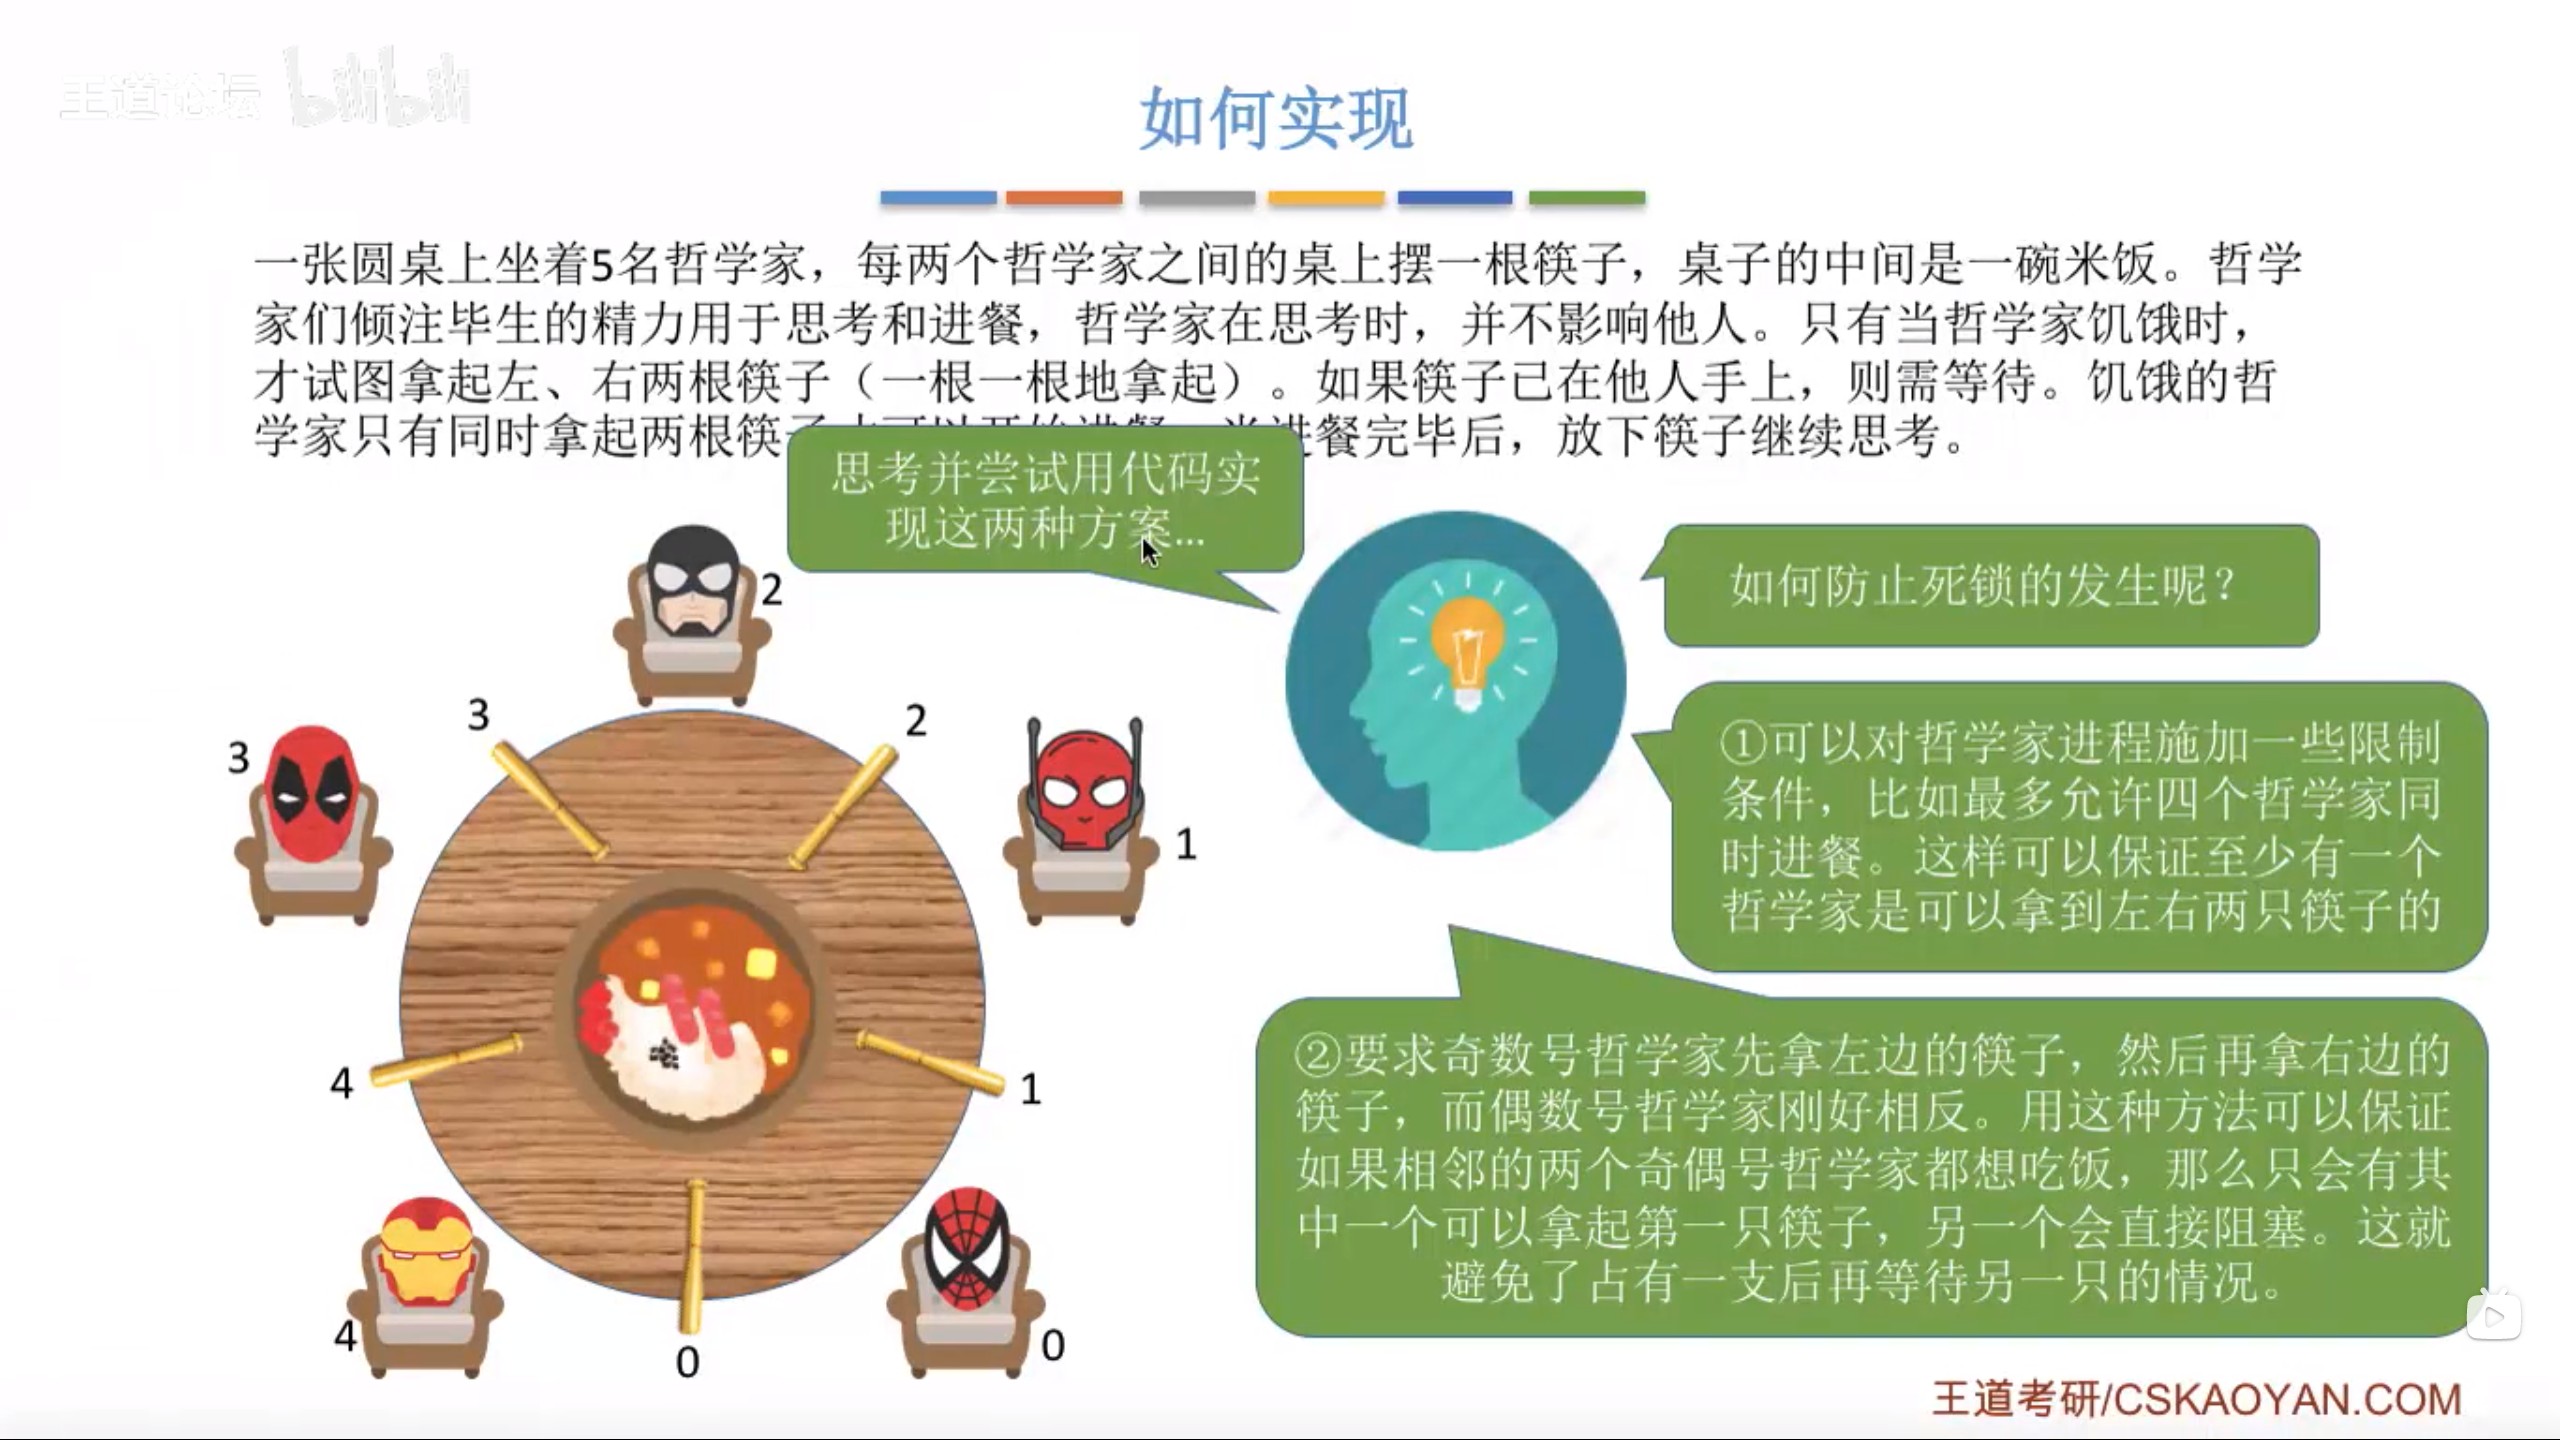 王道论坛 bilibili
如何实现
一张圆桌上坐着5名哲学家，每两个哲学家之间的桌上摆一根筷子，桌子的中间是一碗米饭。哲学
家们倾注毕生的精力用于思考和进餐，哲学家在思考时，并不影响他人。只有当哲学家饥饿时，
才试图拿起左、右两根筷子（一根一根地拿起）。如果筷子已在他人手上，则需等待。饥饿的哲
学家只有同时拿起两根筷 进餐完毕后，放下筷子继续思考。
思考并尝试用代码实
现这两种方案...
如何防止死锁的发生呢？
①可以对哲学家进程施加一些限制
条件，比如最多允许四个哲学家同
时进餐。这样可以保证至少有一个
哲学家是可以拿到左右两只筷子的
②要求奇数号哲学家先拿左边的筷子，然后再拿右边的
筷子，而偶数号哲学家刚好相反。用这种方法可以保证
如果相邻的两个奇偶号哲学家都想吃饭，那么只会有其
中一个可以拿起第一只筷子，另一个会直接阻塞。这就
避免了占有一支后再等待另一只的情况。
2
3
2
3
1
4
1
4
0
0
王道考研/CSKAOYAN.COM